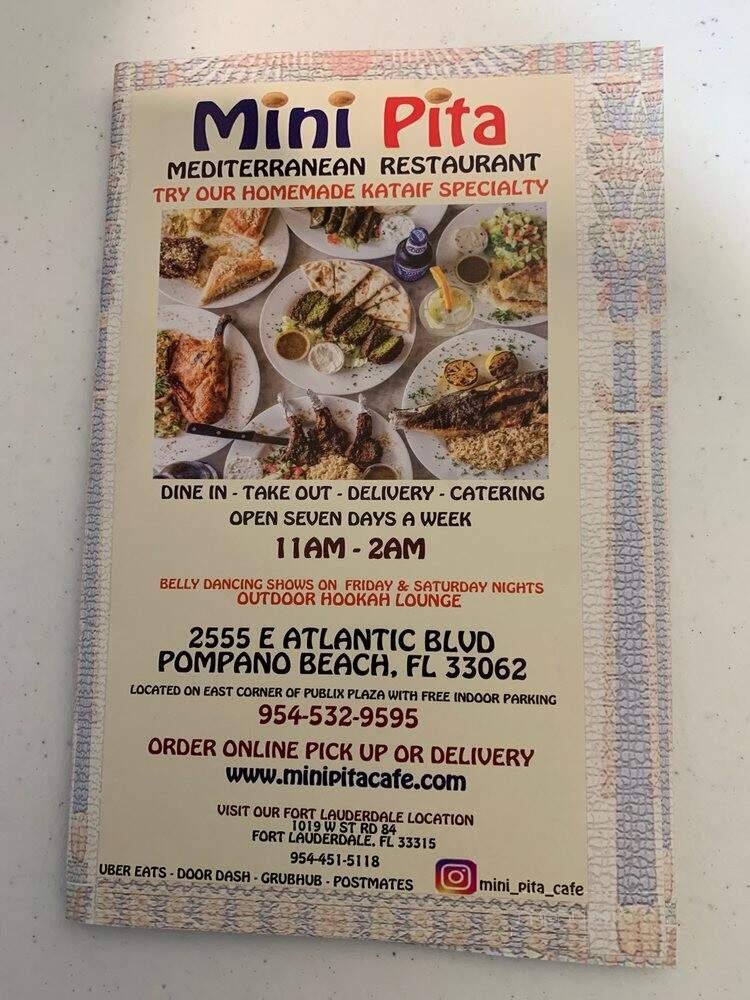 Mini Pita
MEDITERRANEAN RESTAURANT
TRY OUR HOMEMADE KATAIF SPECIALTY
DINE IN - TAKE OUT - DELIVERY - CATERING
OPEN SEVEN DAYS A WEEK
11AM - 2AM
BELLY DANCING SHOWS ON FRIDAY & SATURDAY NIGHTS
OUTDOOR HOOKAH LOUNGE
2555 E ATLANTIC BLVD
POMPANO BEACH, FL 33062
LOCATED ON EAST CORNER OF PUBLIX PLAZA WITH FREE INDOOR PARKING
954-532-9595
ORDER ONLINE PICK UP OR DELIVERY
www.minipitacafe.com
VISIT OUR FORT LAUDERDALE LOCATION
1019 W ST RD 84
FORT LAUDERDALE, FL 33315
954-451-5118
UBER EATS - DOOR DASH - GRUBHUB - POSTMATES
mini_pita_cafe